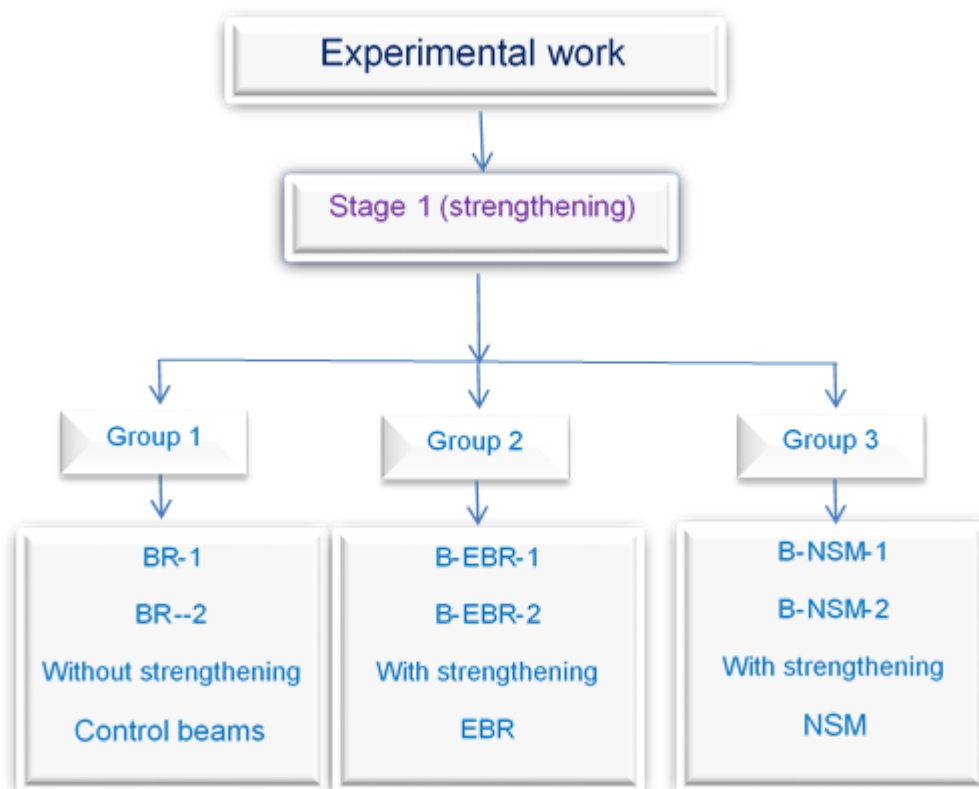 Experimental work
Stage 1 (strengthening)
Group 1
Group 2
Group 3
BR-1
BR--2
Without strengthening
Control beams
B-EBR-1
B-EBR-2
With strengthening
EBR
B-NSM-1
B-NSM-2
With strengthening
NSM